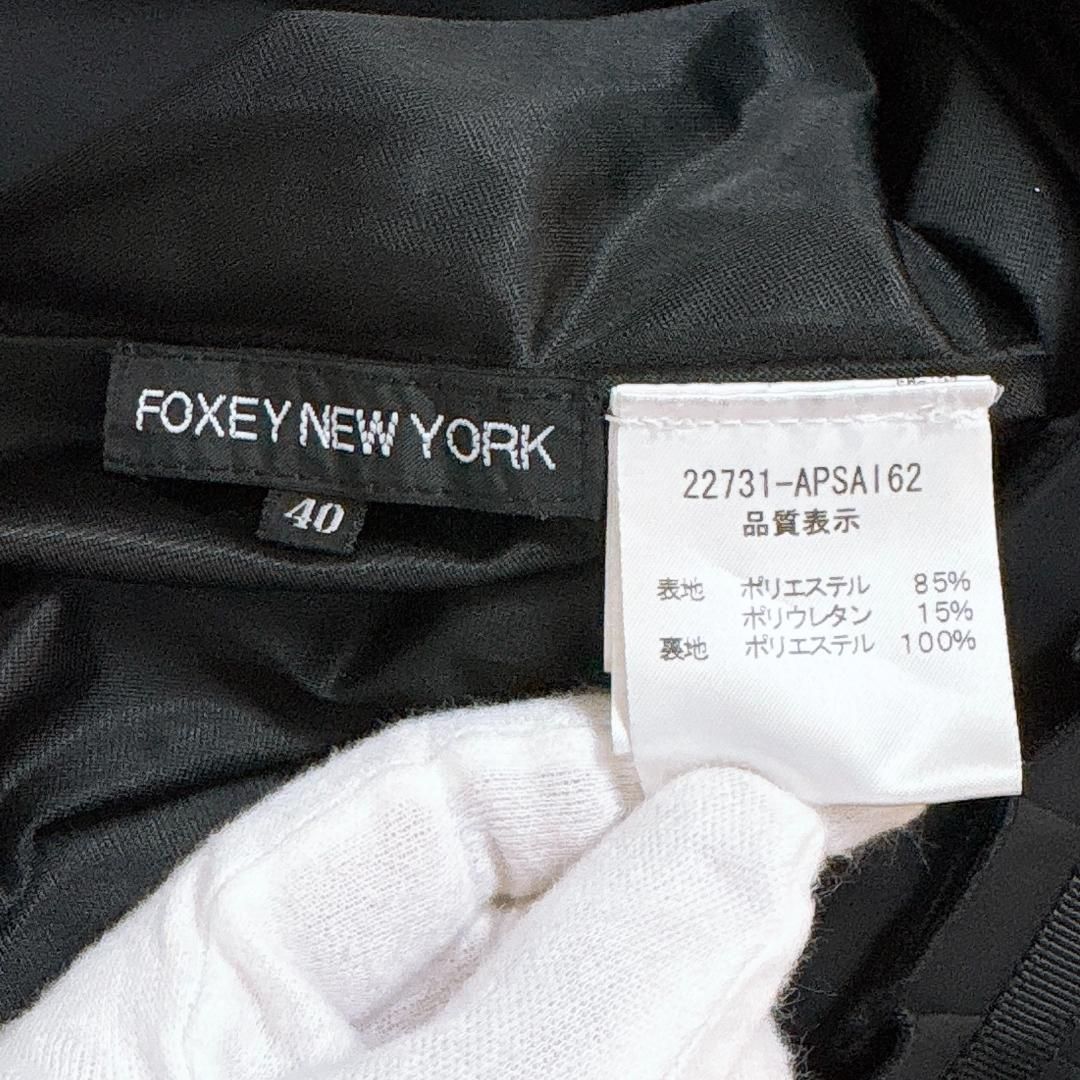 FOXEY NEW YORK
40
22731-APSAI62
品質表示
表地 ポリエステル 85%
ポリウレタン 15%
裏地 ポリエステル 100%